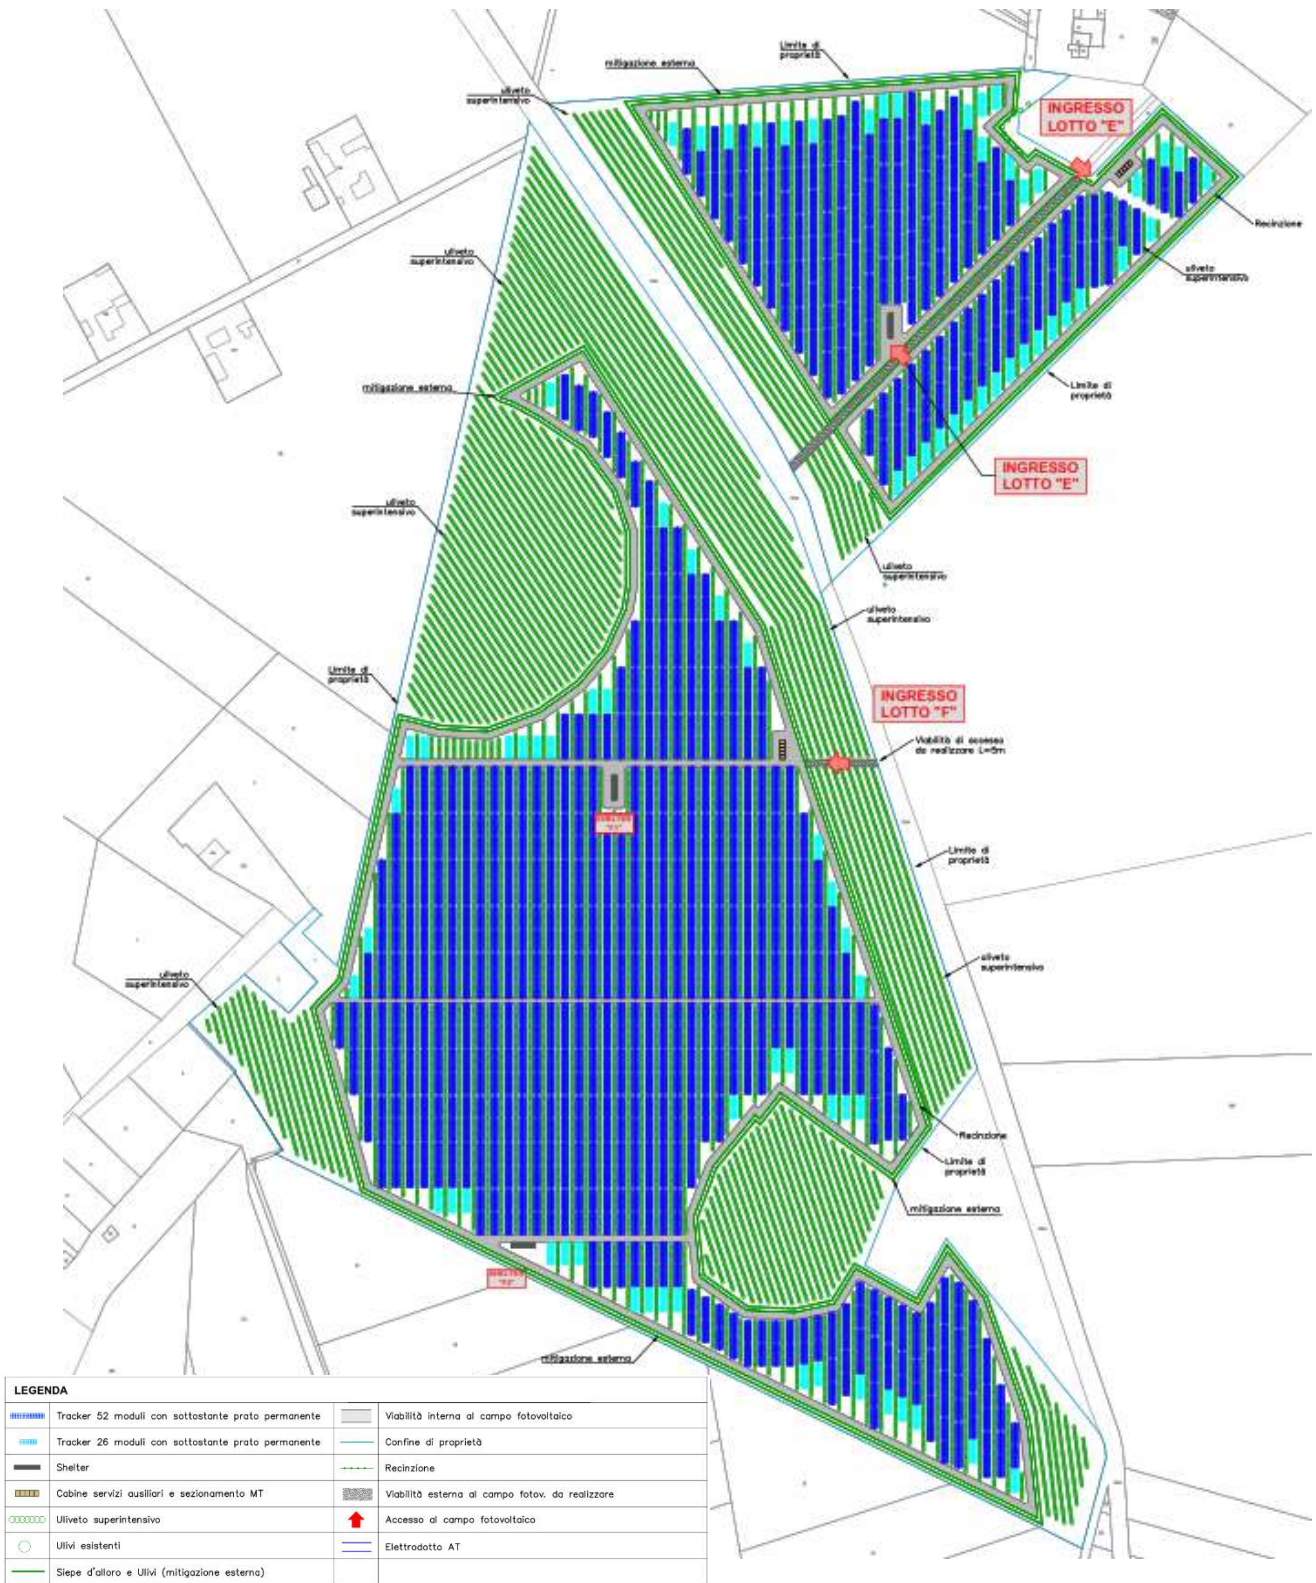 Limite di
proprietà
mitigazione esterna
uliveto
superintensivo
INGRESSO
LOTTO "E"
Recinzione
uliveto
superintensivo
uliveto
superintensivo
mitigazione esterna
Limite di
proprietà
INGRESSO
LOTTO "E"
uliveto
superintensivo
uliveto
superintensivo
uliveto
superintensivo
Limite di
proprietà
INGRESSO
LOTTO "F"
Viabilità di accesso
da realizzare L=5m
SHELTER
Limite di
proprietà
uliveto
superintensivo
uliveto
superintensivo
Recinzione
Limite di
proprietà
mitigazione esterna
SHELTER
mitigazione esterna
LEGENDA
Tracker 52 moduli con sottostante prato permanente
Viabilità interna al campo fotovoltaico
Tracker 26 moduli con sottostante prato permanente
Confine di proprietà
Shelter
Recinzione
Cabine servizi ausiliari e sezionamento MT
Viabilità esterna al campo fotov. da realizzare
Uliveto superintensivo
Accesso al campo fotovoltaico
Ulivi esistenti
Elettrodotto AT
Siepe d'alloro e Ulivi (mitigazione esterna)